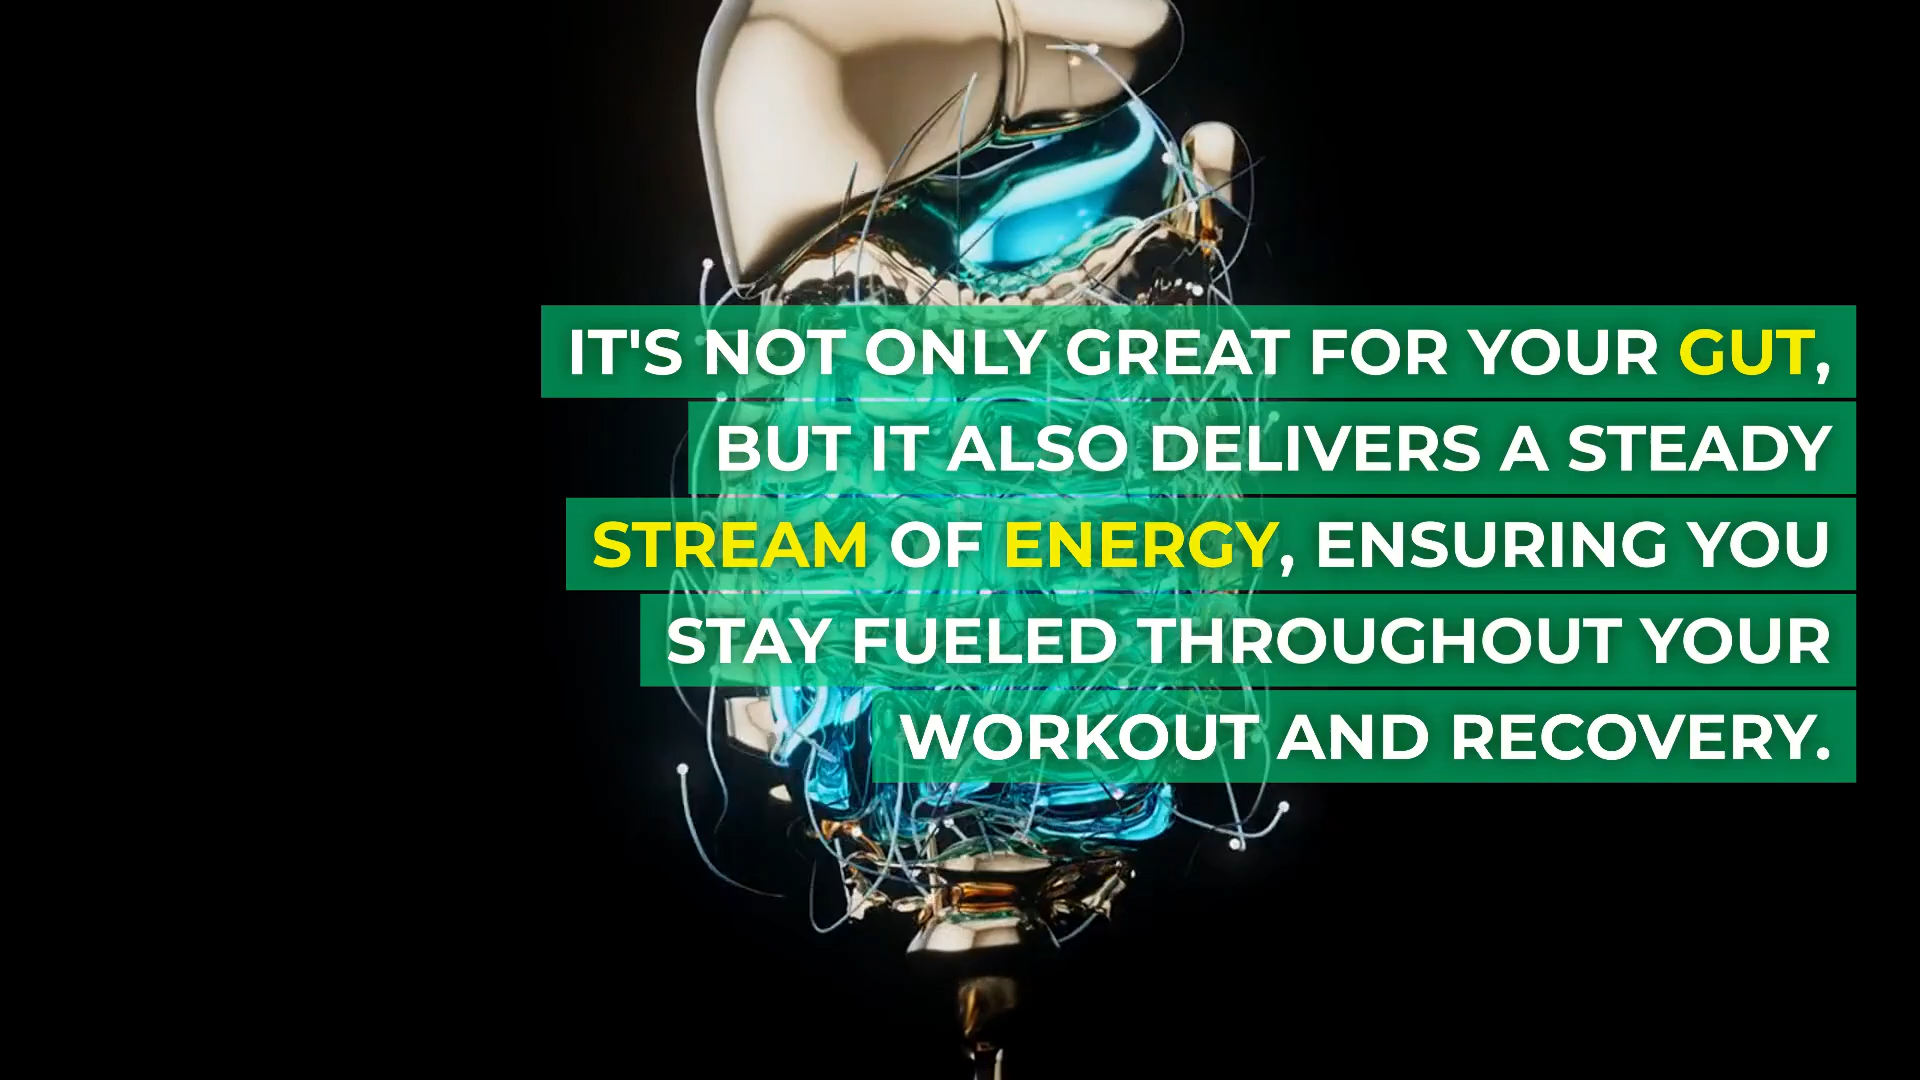 IT'S NOT ONLY GREAT FOR YOUR GUT,
BUT IT ALSO DELIVERS A STEADY
STREAM OF ENERGY, ENSURING YOU
STAY FUELED THROUGHOUT YOUR
WORKOUT AND RECOVERY.